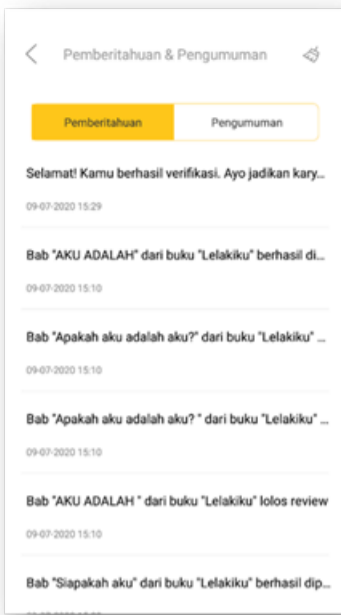 Pemberitahuan & Pengumuman
Pemberitahuan
Pengumuman
Selamat! Kamu berhasil verifikasi. Ayo jadikan kary...
09-07-2020 15:29
Bab "AKU ADALAH" dari buku "Lelakiku" berhasil di...
09-07-2020 15:10
Bab "Apakah aku adalah aku?" dari buku "Lelakiku" ...
09-07-2020 15:10
Bab "Apakah aku adalah aku? " dari buku "Lelakiku" ...
09-07-2020 15:10
Bab "AKU ADALAH " dari buku "Lelakiku" lolos review
09-07-2020 15:10
Bab "Siapakah aku" dari buku "Lelakiku" berhasil dip...